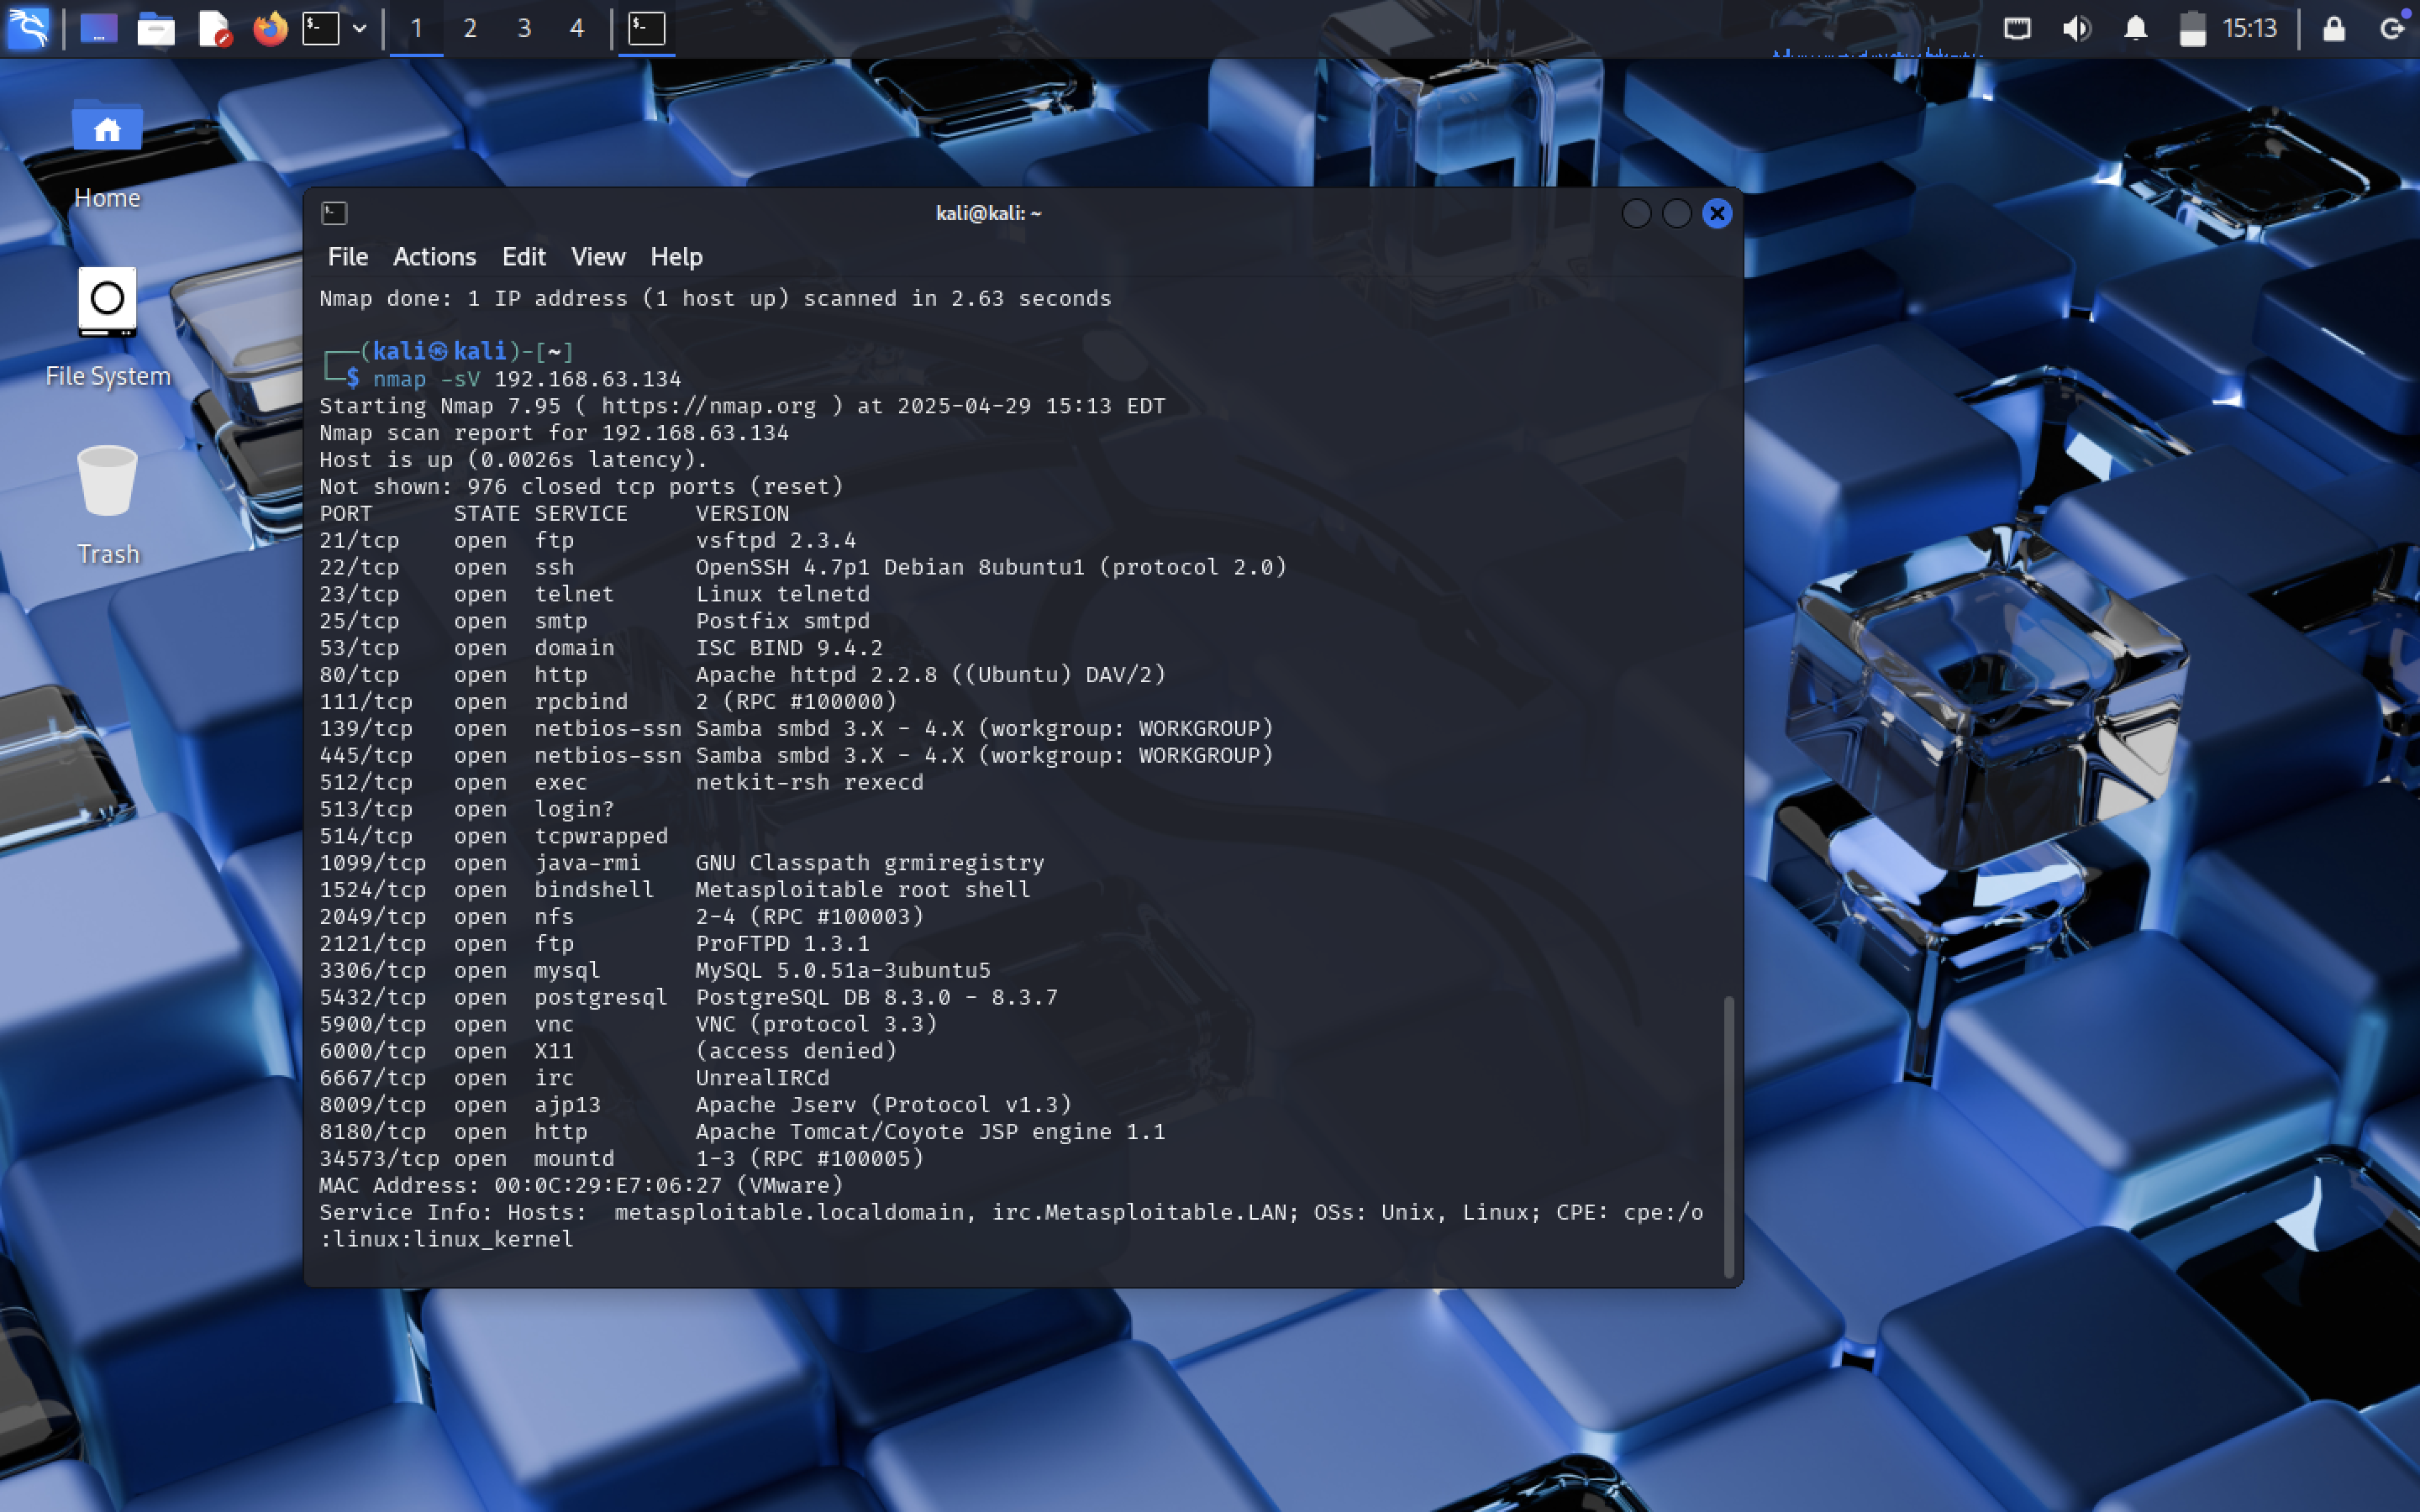 1 2 3 4 15:13
Home
File System
Trash
kali@kali: ~
File Actions Edit View Help
Nmap done: 1 IP address (1 host up) scanned in 2.63 seconds
┌──(kali㉿kali)-[~]
└─$ nmap -sV 192.168.63.134
Starting Nmap 7.95 ( https://nmap.org ) at 2025-04-29 15:13 EDT
Nmap scan report for 192.168.63.134
Host is up (0.0026s latency).
Not shown: 976 closed tcp ports (reset)
PORT      STATE SERVICE     VERSION
21/tcp    open  ftp         vsftpd 2.3.4
22/tcp    open  ssh         OpenSSH 4.7p1 Debian 8ubuntu1 (protocol 2.0)
23/tcp    open  telnet      Linux telnetd
25/tcp    open  smtp        Postfix smtpd
53/tcp    open  domain      ISC BIND 9.4.2
80/tcp    open  http        Apache httpd 2.2.8 ((Ubuntu) DAV/2)
111/tcp   open  rpcbind     2 (RPC #100000)
139/tcp   open  netbios-ssn Samba smbd 3.X - 4.X (workgroup: WORKGROUP)
445/tcp   open  netbios-ssn Samba smbd 3.X - 4.X (workgroup: WORKGROUP)
512/tcp   open  exec        netkit-rsh rexecd
513/tcp   open  login?
514/tcp   open  tcpwrapped
1099/tcp  open  java-rmi    GNU Classpath grmiregistry
1524/tcp  open  bindshell   Metasploitable root shell
2049/tcp  open  nfs         2-4 (RPC #100003)
2121/tcp  open  ftp         ProFTPD 1.3.1
3306/tcp  open  mysql       MySQL 5.0.51a-3ubuntu5
5432/tcp  open  postgresql  PostgreSQL DB 8.3.0 - 8.3.7
5900/tcp  open  vnc         VNC (protocol 3.3)
6000/tcp  open  X11         (access denied)
6667/tcp  open  irc         UnrealIRCd
8009/tcp  open  ajp13       Apache Jserv (Protocol v1.3)
8180/tcp  open  http        Apache Tomcat/Coyote JSP engine 1.1
34573/tcp open  mountd      1-3 (RPC #100005)
MAC Address: 00:0C:29:E7:06:27 (VMware)
Service Info: Hosts:  metasploitable.localdomain, irc.Metasploitable.LAN; OSs: Unix, Linux; CPE: cpe:/o
:linux:linux_kernel